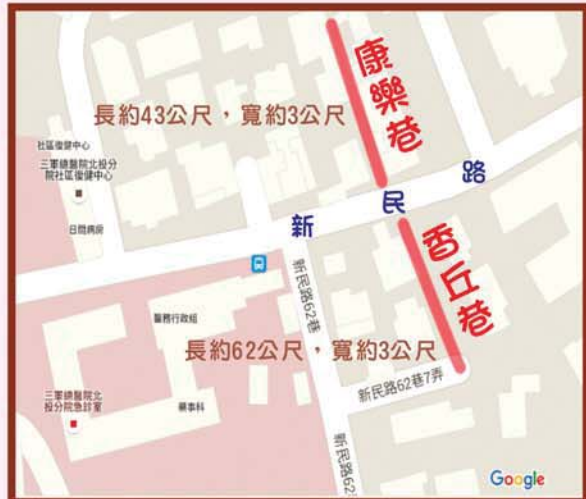 康樂巷
長約43公尺,寬約3公尺
社區復健中心
三軍總醫院北投分
院社區復健中心
日間病房
新民路
香丘巷
新民路62巷
醫務行政組
長約62公尺,寬約3公尺
新民路62巷7弄
三軍總醫院北
投分院急診室
藥事科
新民路62
Google